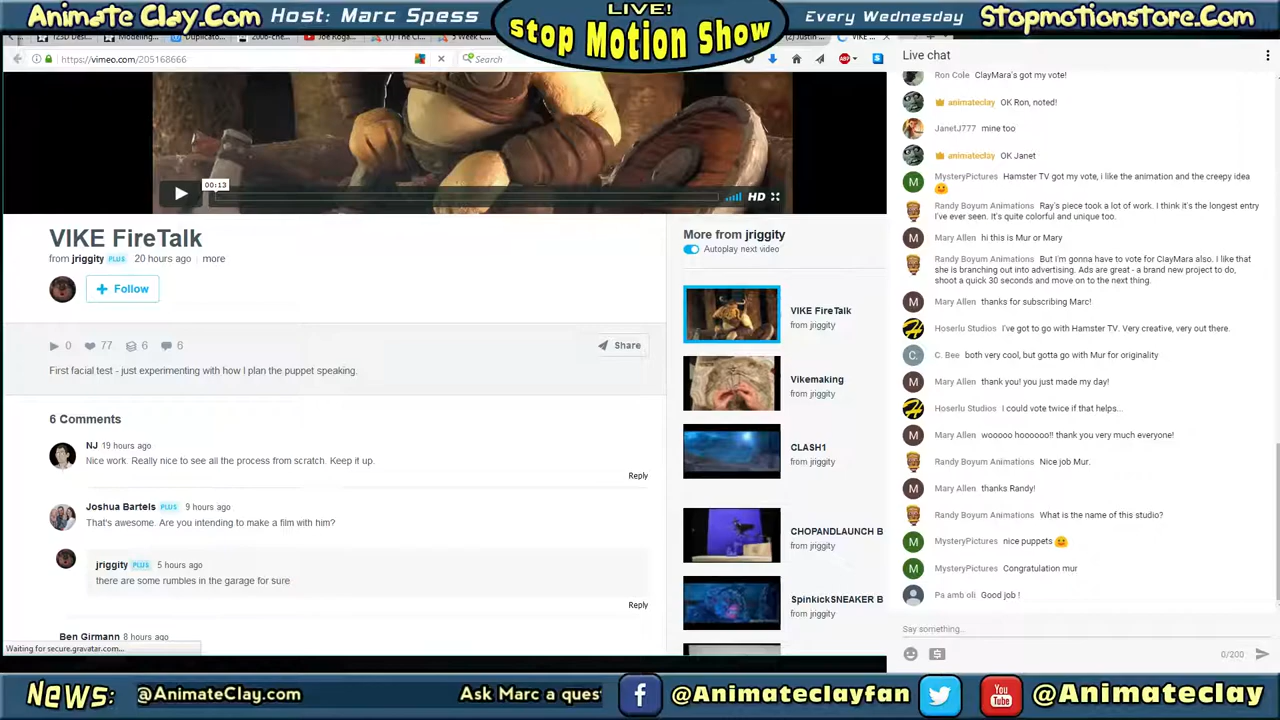 Animate Clay.Com Host: Marc Spess
LIVE!
Stop Motion Show
Every Wednesday Stopmotionstore.Com
https://vimeo.com/205168666
Search
00:13
HD
VIKE FireTalk
from jriggity PLUS 20 hours ago more
Follow
0 77 6 6
Share
First facial test - just experimenting with how I plan the puppet speaking.
6 Comments
NJ 19 hours ago
Nice work. Really nice to see all the process from scratch. Keep it up.
Reply
Joshua Bartels PLUS 9 hours ago
That's awesome. Are you intending to make a film with him?
jriggity PLUS 5 hours ago
there are some rumbles in the garage for sure
Reply
Ben Girmann 8 hours ago
Waiting for secure.gravatar.com...
More from jriggity
Autoplay next video
VIKE FireTalk
from jriggity
Vikemaking
from jriggity
CLASH1
from jriggity
CHOPANDLAUNCH B
from jriggity
SpinkickSNEAKER B
from jriggity
Live chat
Ron Cole ClayMara's got my vote!
animateclay OK Ron, noted!
JanetJ777 mine too
animateclay OK Janet
MysteryPictures Hamster TV got my vote, i like the animation and the creepy idea
Randy Boyum Animations Ray's piece took a lot of work. I think it's the longest entry
I've ever seen. It's quite colorful and unique too.
Mary Allen hi this is Mur or Mary
Randy Boyum Animations But I'm gonna have to vote for ClayMara also. I like that
she is branching out into advertising. Ads are great - a brand new project to do,
shoot a quick 30 seconds and move on to the next thing.
Mary Allen thanks for subscribing Marc!
Hoserlu Studios I've got to go with Hamster TV. Very creative, very out there.
C. Bee both very cool, but gotta go with Mur for originality
Mary Allen thank you! you just made my day!
Hoserlu Studios I could vote twice if that helps...
Mary Allen wooooo hoooooo!! thank you very much everyone!
Randy Boyum Animations Nice job Mur.
Mary Allen thanks Randy!
Randy Boyum Animations What is the name of this studio?
MysteryPictures nice puppets
MysteryPictures Congratulation mur
Pa amb oli Good job !
Say something...
0/200
News: @AnimateClay.com Ask Marc a ques @Animateclayfan You Tube @Animateclay